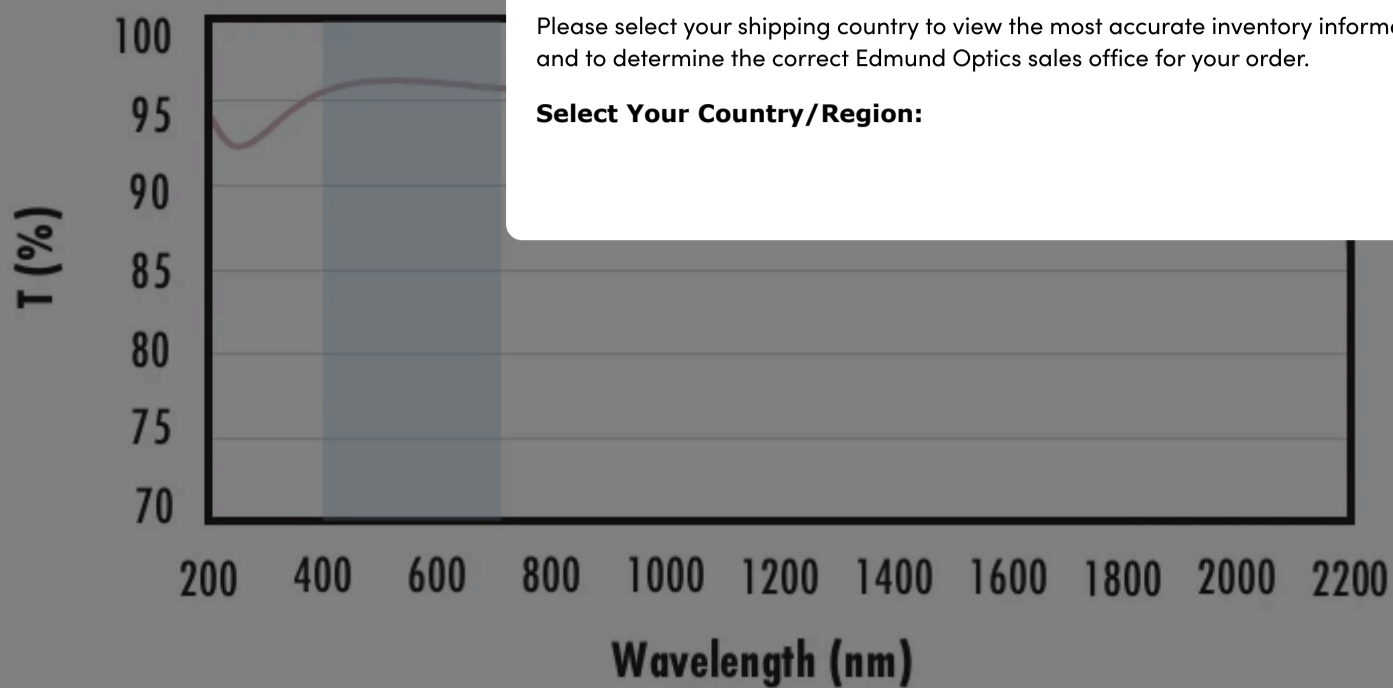 Please select your shipping country to view the most accurate inventory
and to determine the correct Edmund Optics sales office for your order.
Select Your Country/Region:
100
95
90
85
80
75
70
T (%)
200 400 600 800 1000 1200 1400 1600 1800 2000 2200
Wavelength (nm)